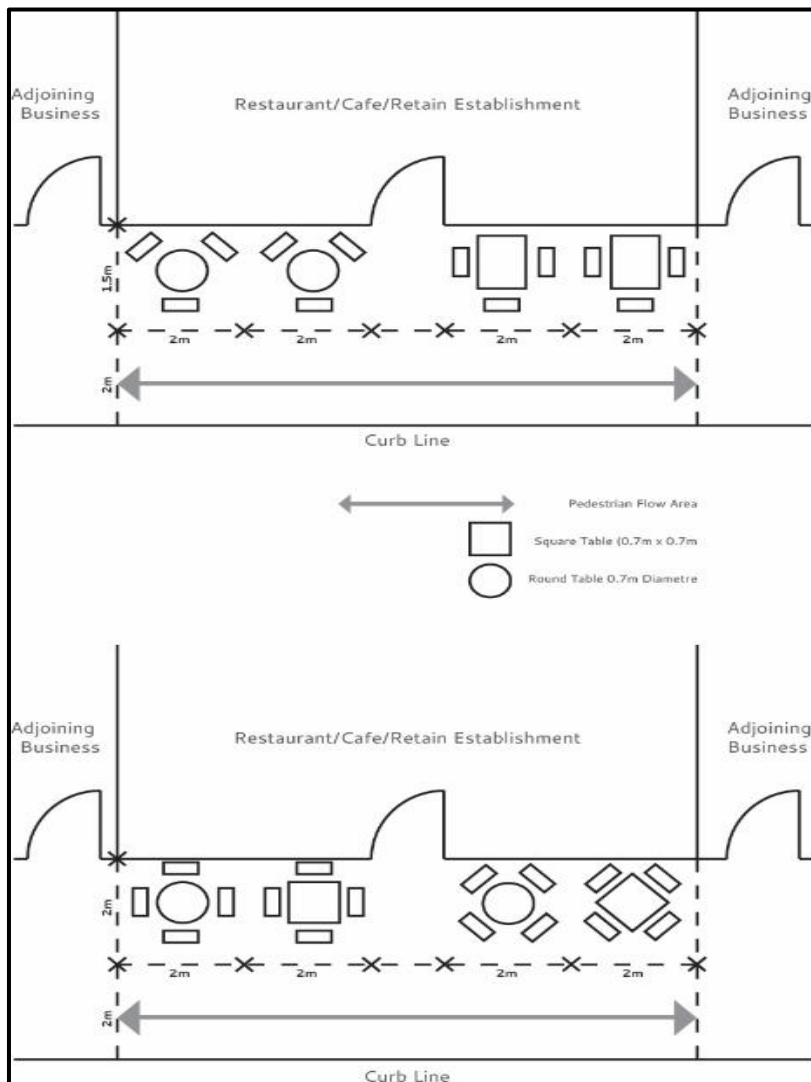 Adjoining
Business
Restaurant/Cafe/Retain Establishment
Adjoining
Business
1.5m
2m
2m
2m
2m
2m
Curb Line
Pedestrian Flow Area
Square Table (0.7m x 0.7m
Round Table 0.7m Diametre
Adjoining
Business
Restaurant/Cafe/Retain Establishment
Adjoining
Business
2m
2m
2m
2m
2m
2m
Curb Line